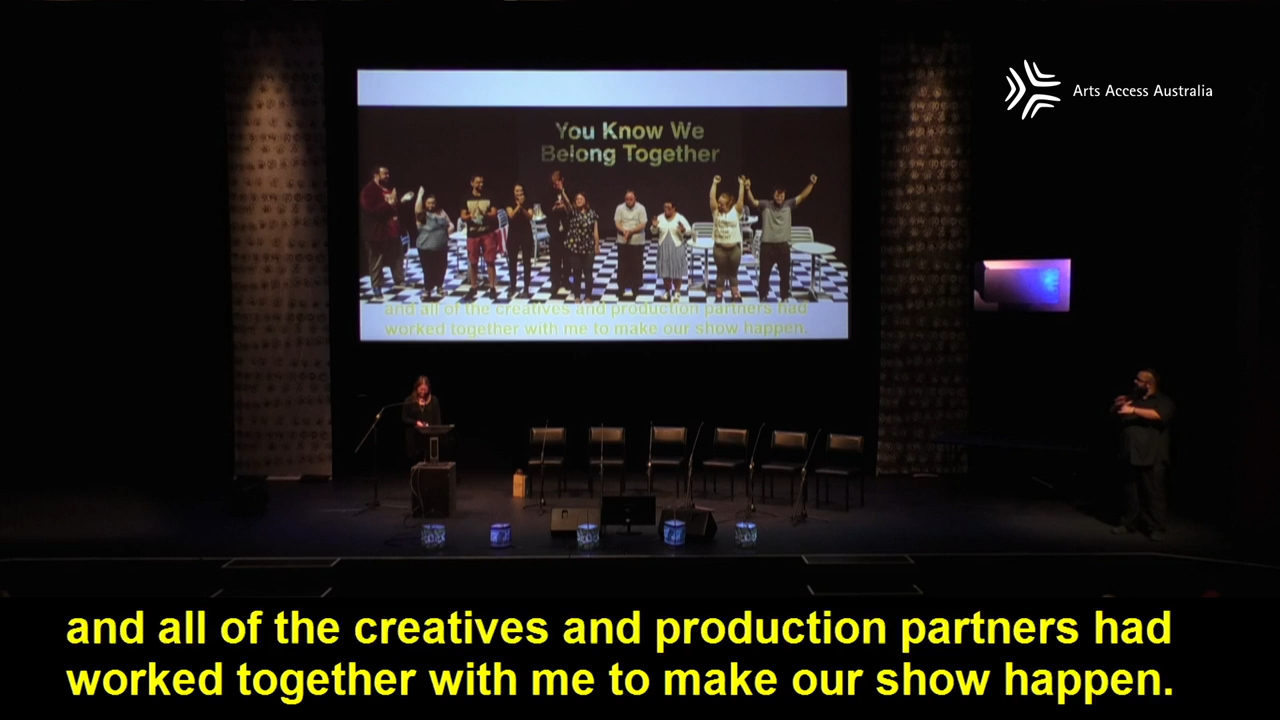 Arts Access Australia
You Know We
Belong Together
and all of the creatives and production partners had
worked together with me to make our show happen.
and all of the creatives and production partners had
worked together with me to make our show happen.